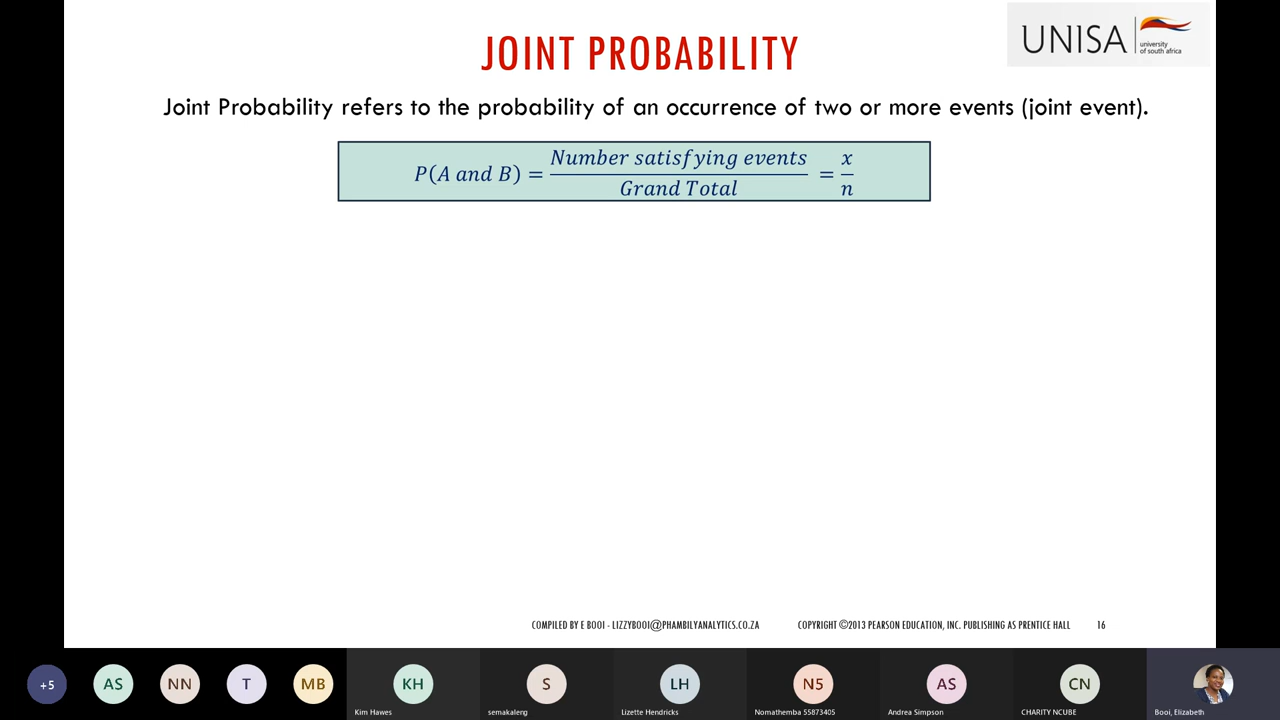 JOINT PROBABILITY
UNISA
university
of south africa
Joint Probability refers to the probability of an occurrence of two or more events (joint event).
P(A and B) = Number satisfying events / Grand Total = x / n
COMPILED BY E BOOI - LIZZYBOOI@PHAMBILYANALYTICS.CO.ZA COPYRIGHT ©2013 PEARSON EDUCATION, INC. PUBLISHING AS PRENTICE HALL 16
+5 AS NN T MB KH S LH N5 AS CN
Kim Hawes semakaleng Lizette Hendricks Nomathemba 55873405 Andrea Simpson CHARITY NCUBE Booi, Elizabeth